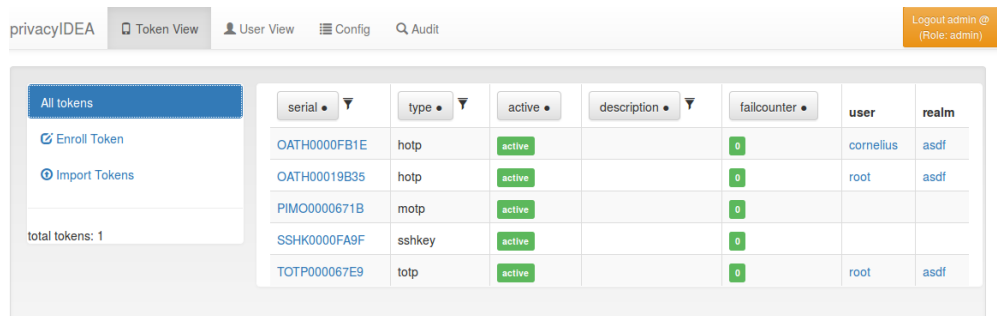 privacyIDEA Token View User View Config Audit Logout admin @
(Role: admin)
All tokens
Enroll Token
Import Tokens
total tokens: 1
serial ● type ● active ● description ● failcounter ● user realm
OATH0000FB1E hotp active 0 cornelius asdf
OATH00019B35 hotp active 0 root asdf
PIMO0000671B motp active 0
SSHK0000FA9F sshkey active 0
TOTP000067E9 totp active 0 root asdf